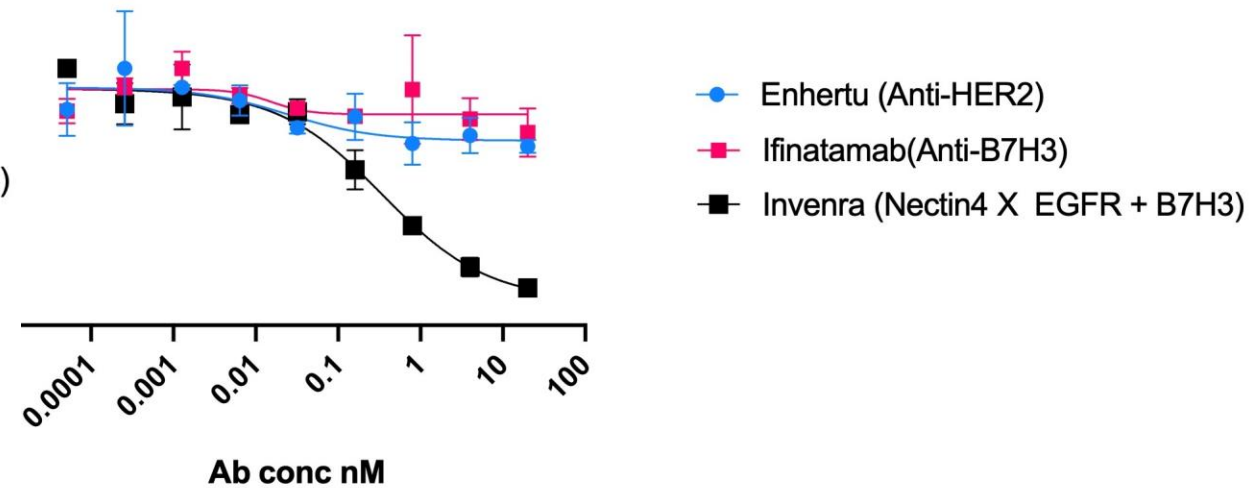 Enhertu (Anti-HER2)
Ifinatamab(Anti-B7H3)
)
Invenra (Nectin4 X EGFR + B7H3)
0.0001
0.001
0.01
0.1
1
10
100
Ab conc nM